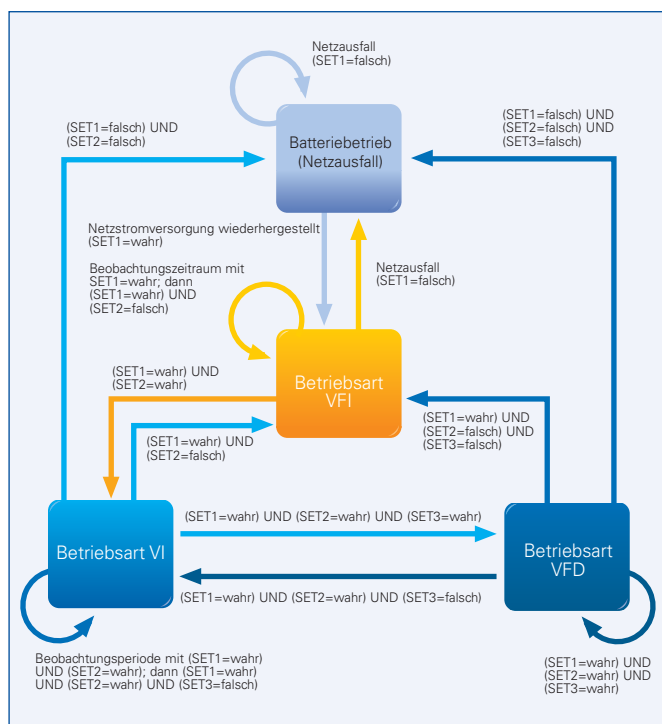 Netzausfall
(SET1=falsch)
(SET1=falsch) UND
(SET2=falsch)
(SET1=falsch) UND
(SET2=falsch) UND
(SET3=falsch)
Batteriebetrieb
(Netzausfall)
Netzstromversorgung wiederhergestellt
(SET1=wahr)
Beobachtungszeitraum mit
SET1=wahr; dann
(SET1=wahr) UND
(SET2=falsch)
Netzausfall
(SET1=falsch)
Betriebsart
VFI
(SET1=wahr) UND
(SET2=wahr)
(SET1=wahr) UND
(SET2=falsch)
(SET1=wahr) UND
(SET2=falsch) UND
(SET3=falsch)
(SET1=wahr) UND (SET2=wahr) UND (SET3=wahr)
Betriebsart VI
Betriebsart
VFD
(SET1=wahr) UND (SET2=wahr) UND (SET3=falsch)
Beobachtungsperiode mit (SET1=wahr)
UND (SET2=wahr); dann (SET1=wahr)
UND (SET2=wahr) UND (SET3=falsch)
(SET1=wahr) UND
(SET2=wahr) UND
(SET3=wahr)